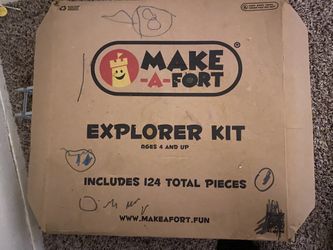 MAKE
-A-
FORT
®
EXPLORER KIT
AGES 4 AND UP
INCLUDES 124 TOTAL PIECES
WWW.MAKEAFORT.FUN